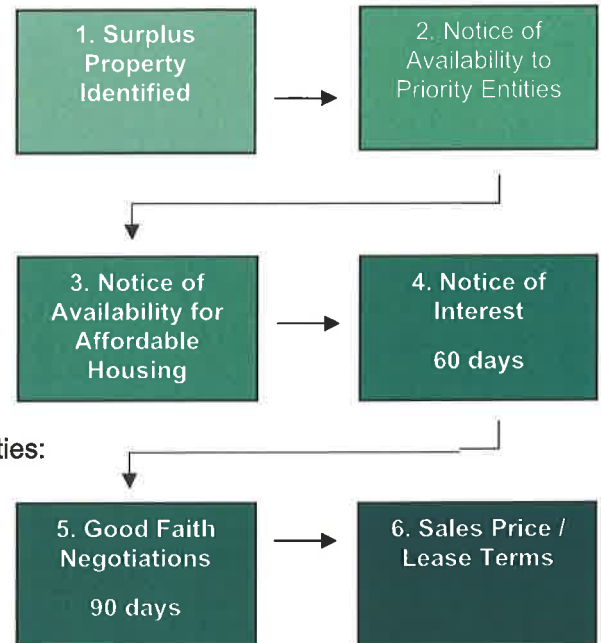 1. Surplus
Property
Identified
2. Notice of
Availability to
Priority Entities
3. Notice of
Availability for
Affordable
Housing
4. Notice of
Interest
60 days
ties:
5. Good Faith
Negotiations
90 days
6. Sales Price /
Lease Terms